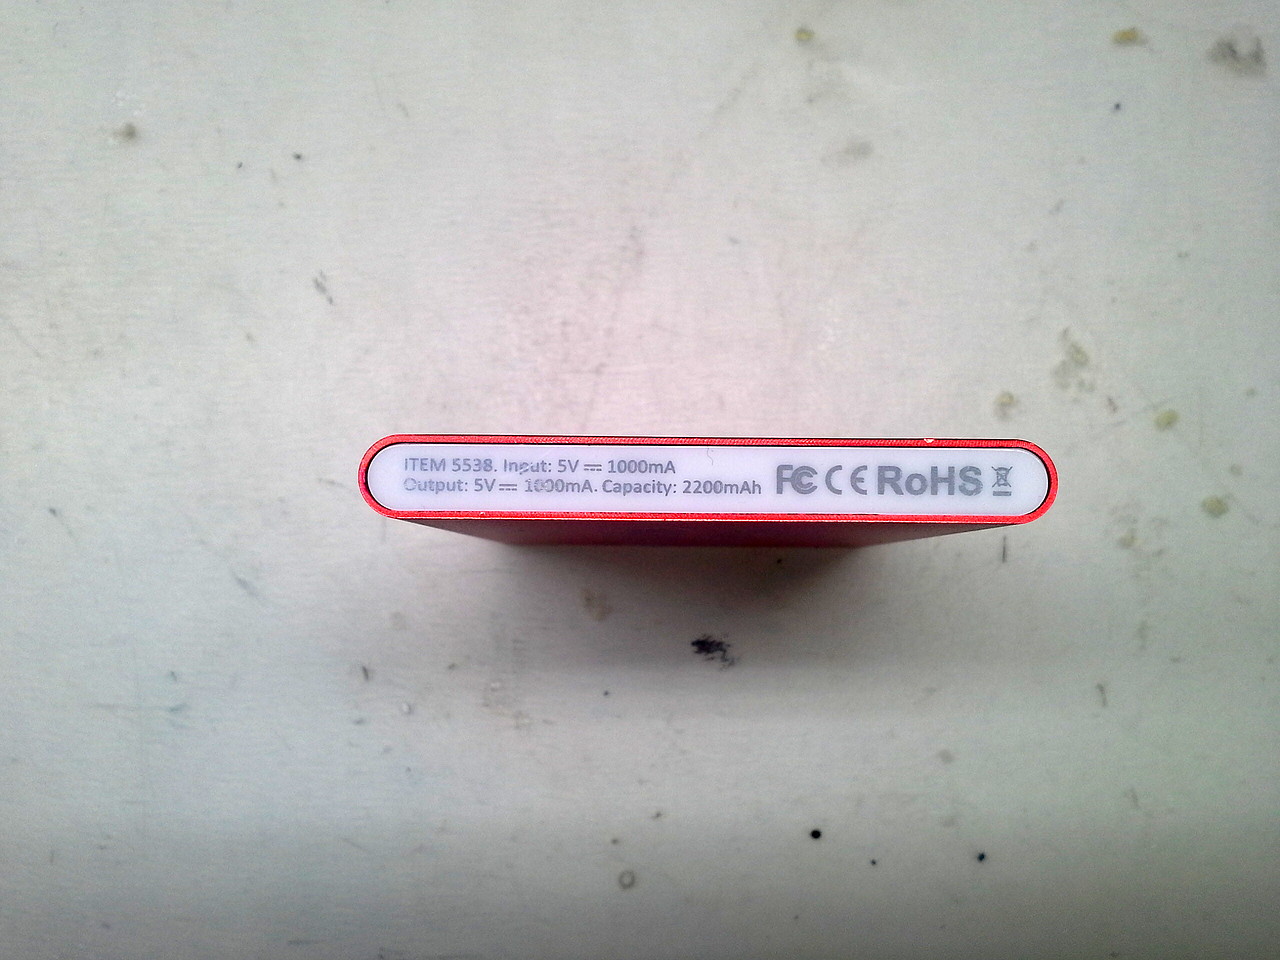 ITEM 5538. Input: 5V ⎓ 1000mA
Output: 5V ⎓ 1000mA. Capacity: 2200mAh
FC CE RoHS